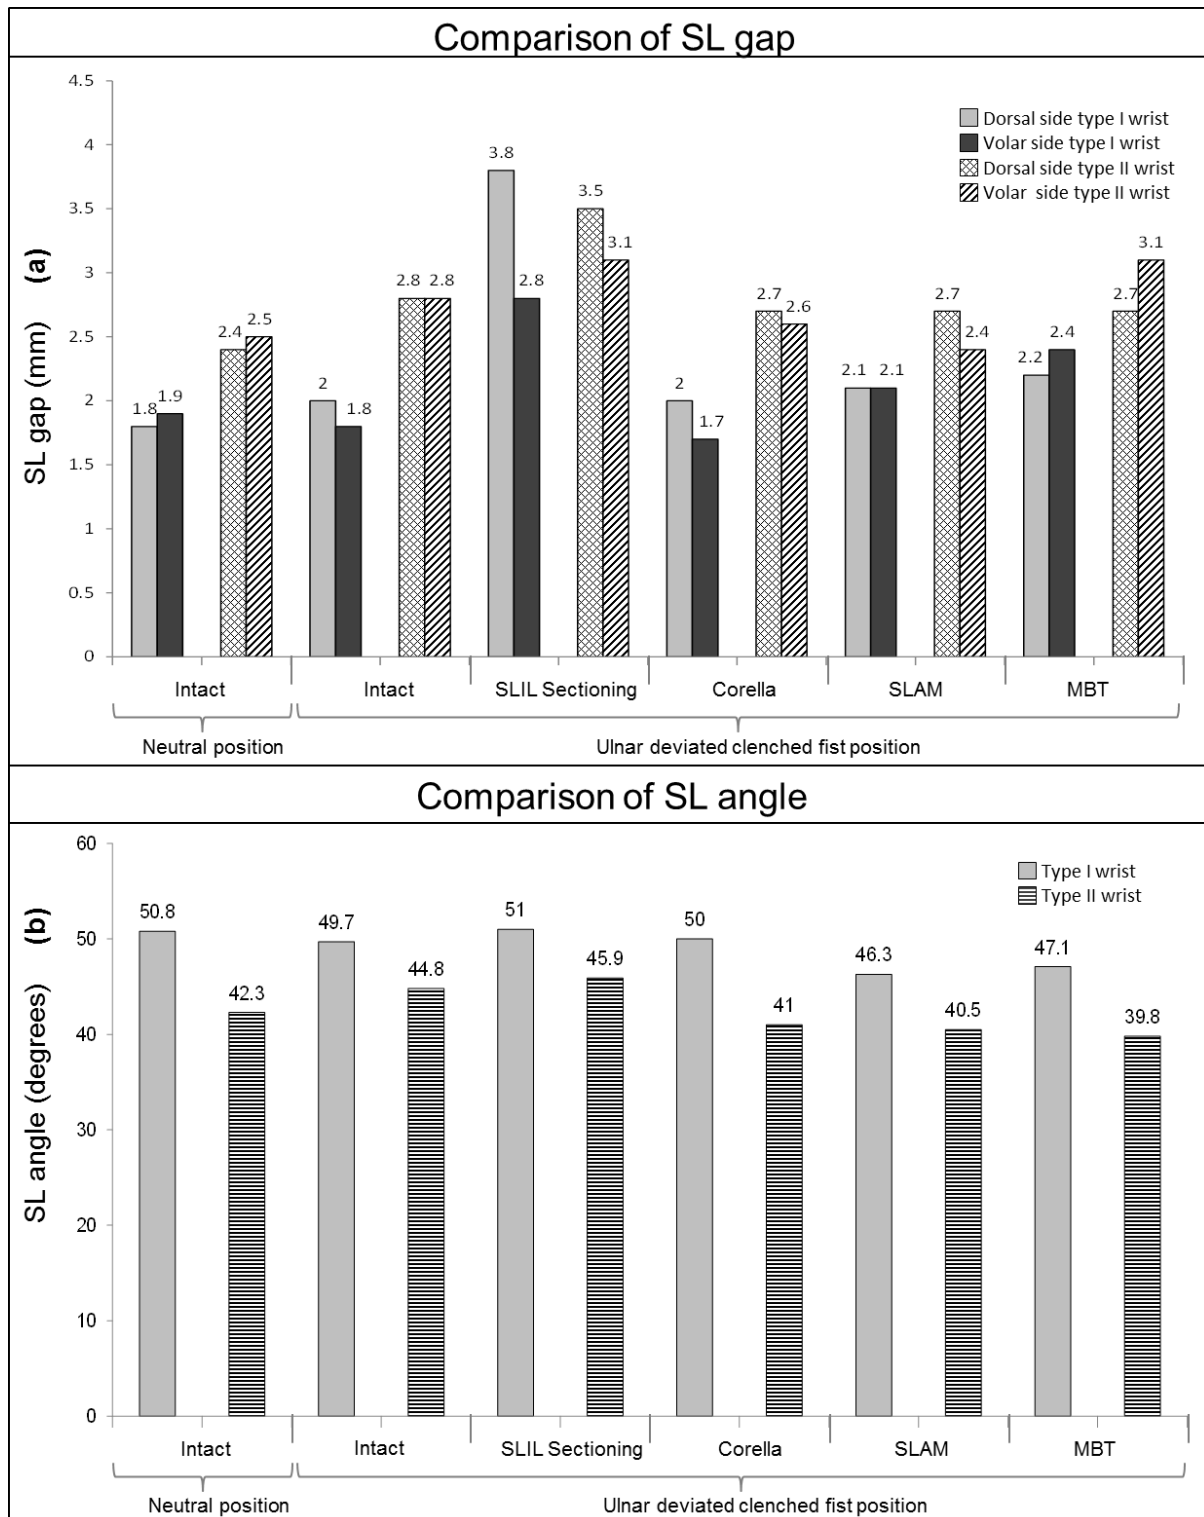 Comparison of SL gap
SL gap (mm) (a)
4.5
4
3.5
3
2.5
2
1.5
1
0.5
0
Dorsal side type I wrist
Volar side type I wrist
Dorsal side type II wrist
Volar side type II wrist
1.8
1.9
2.4
2.5
2
1.8
2.8
2.8
3.8
2.8
3.5
3.1
2
1.7
2.7
2.6
2.1
2.1
2.7
2.4
2.2
2.4
2.7
3.1
Intact
Intact
SLIL Sectioning
Corella
SLAM
MBT
Neutral position
Ulnar deviated clenched fist position
Comparison of SL angle
SL angle (degrees) (b)
60
50
40
30
20
10
0
Type I wrist
Type II wrist
50.8
42.3
49.7
44.8
51
45.9
50
41
46.3
40.5
47.1
39.8
Intact
Intact
SLIL Sectioning
Corella
SLAM
MBT
Neutral position
Ulnar deviated clenched fist position